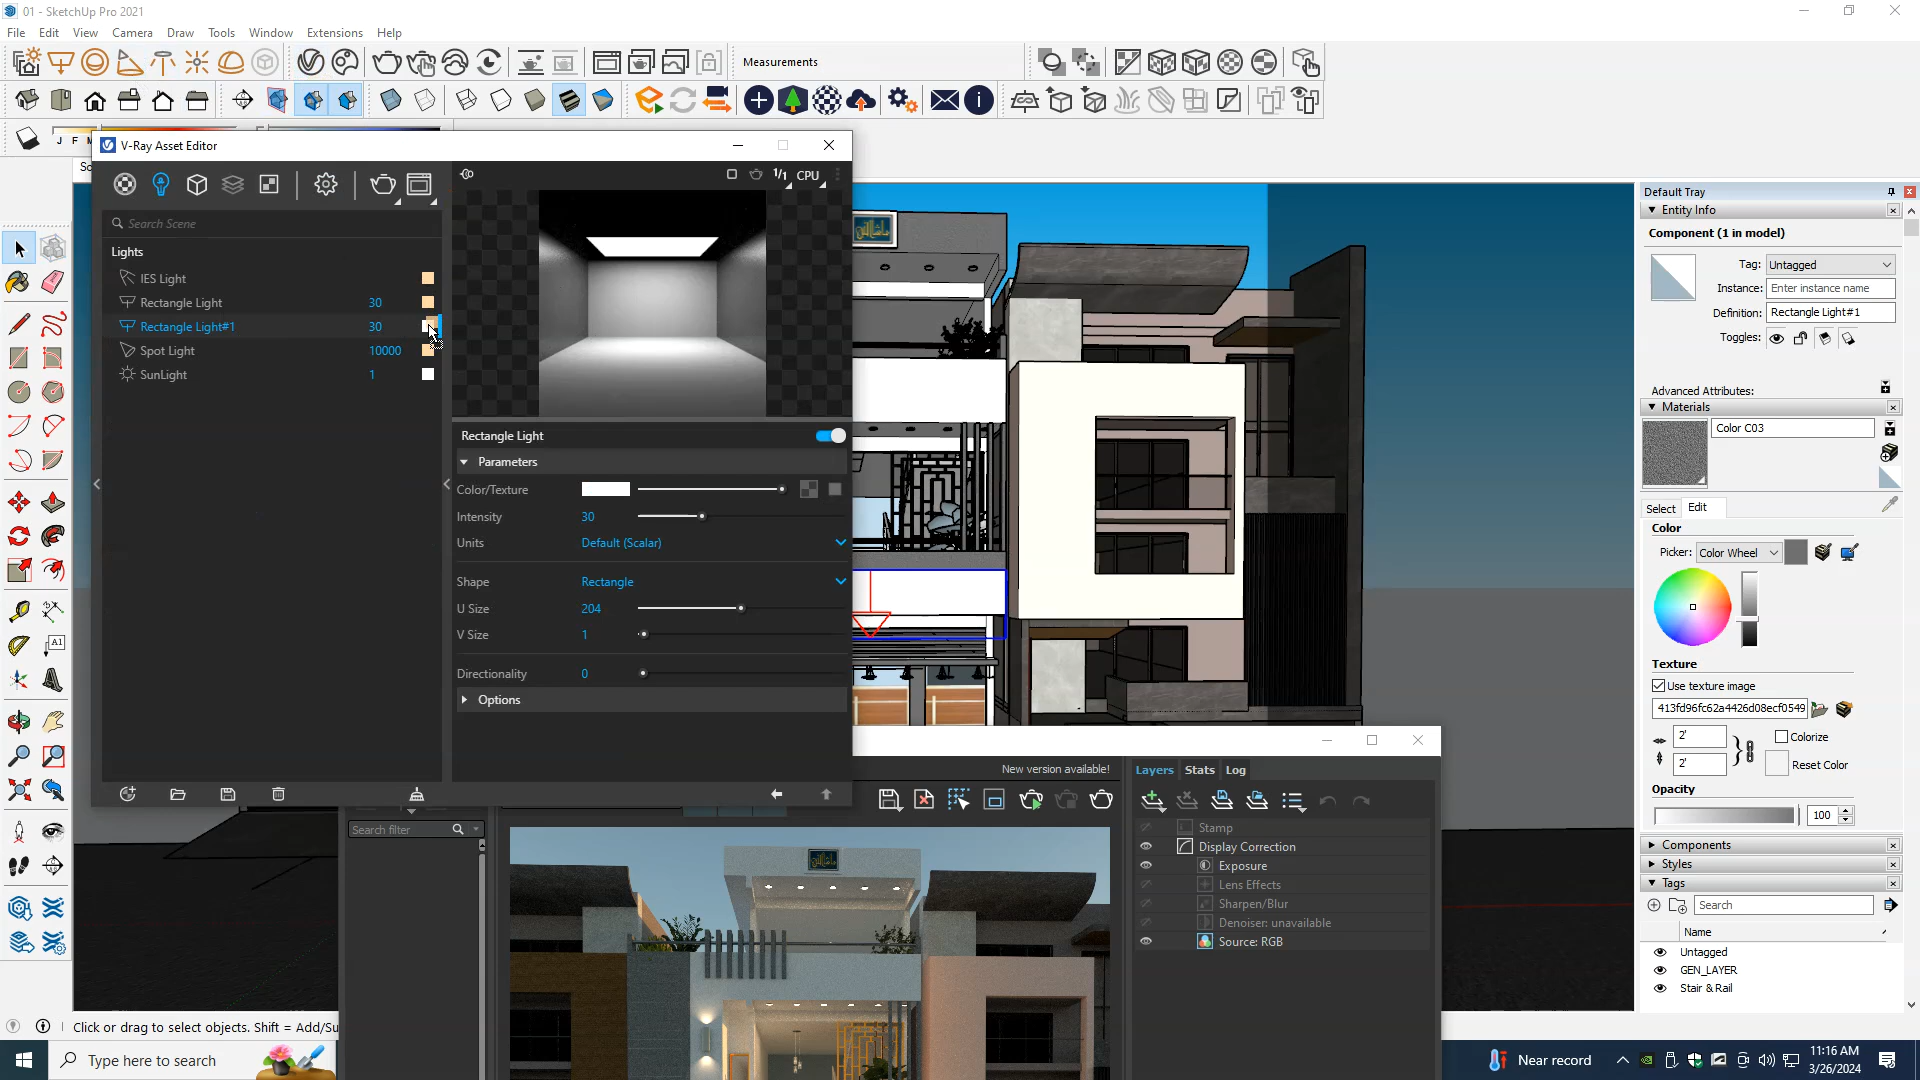 01 - SketchUp Pro 2021
File Edit View Camera Draw Tools Window Extensions Help
Measurements
J F M
V-Ray Asset Editor
1/1 CPU
Search Scene
Lights
IES Light
Rectangle Light 30
Rectangle Light#1 30
Spot Light 10000
SunLight 1
Rectangle Light
Parameters
Color/Texture
Intensity 30
Units Default (Scalar)
Shape Rectangle
U Size 204
V Size 1
Directionality 0
Options
ماشاءالله
Default Tray
Entity Info
Component (1 in model)
Tag: Untagged
Instance: Enter instance name
Definition: Rectangle Light#1
Toggles:
Advanced Attributes:
Materials
Color C03
Select Edit
Color
Picker: Color Wheel
Texture
Use texture image
413fd96fc62a4426d08ecf0549
2'
Colorize
2'
Reset Color
Opacity
100
Components
Styles
Tags
Search
Name
Untagged
GEN_LAYER
Stair & Rail
New version available!
Layers Stats Log
Search filter
Stamp
Display Correction
Exposure
Lens Effects
Sharpen/Blur
Denoiser: unavailable
Source: RGB
A1
Click or drag to select objects. Shift = Add/Su
Type here to search
Near record
11:16 AM
3/26/2024